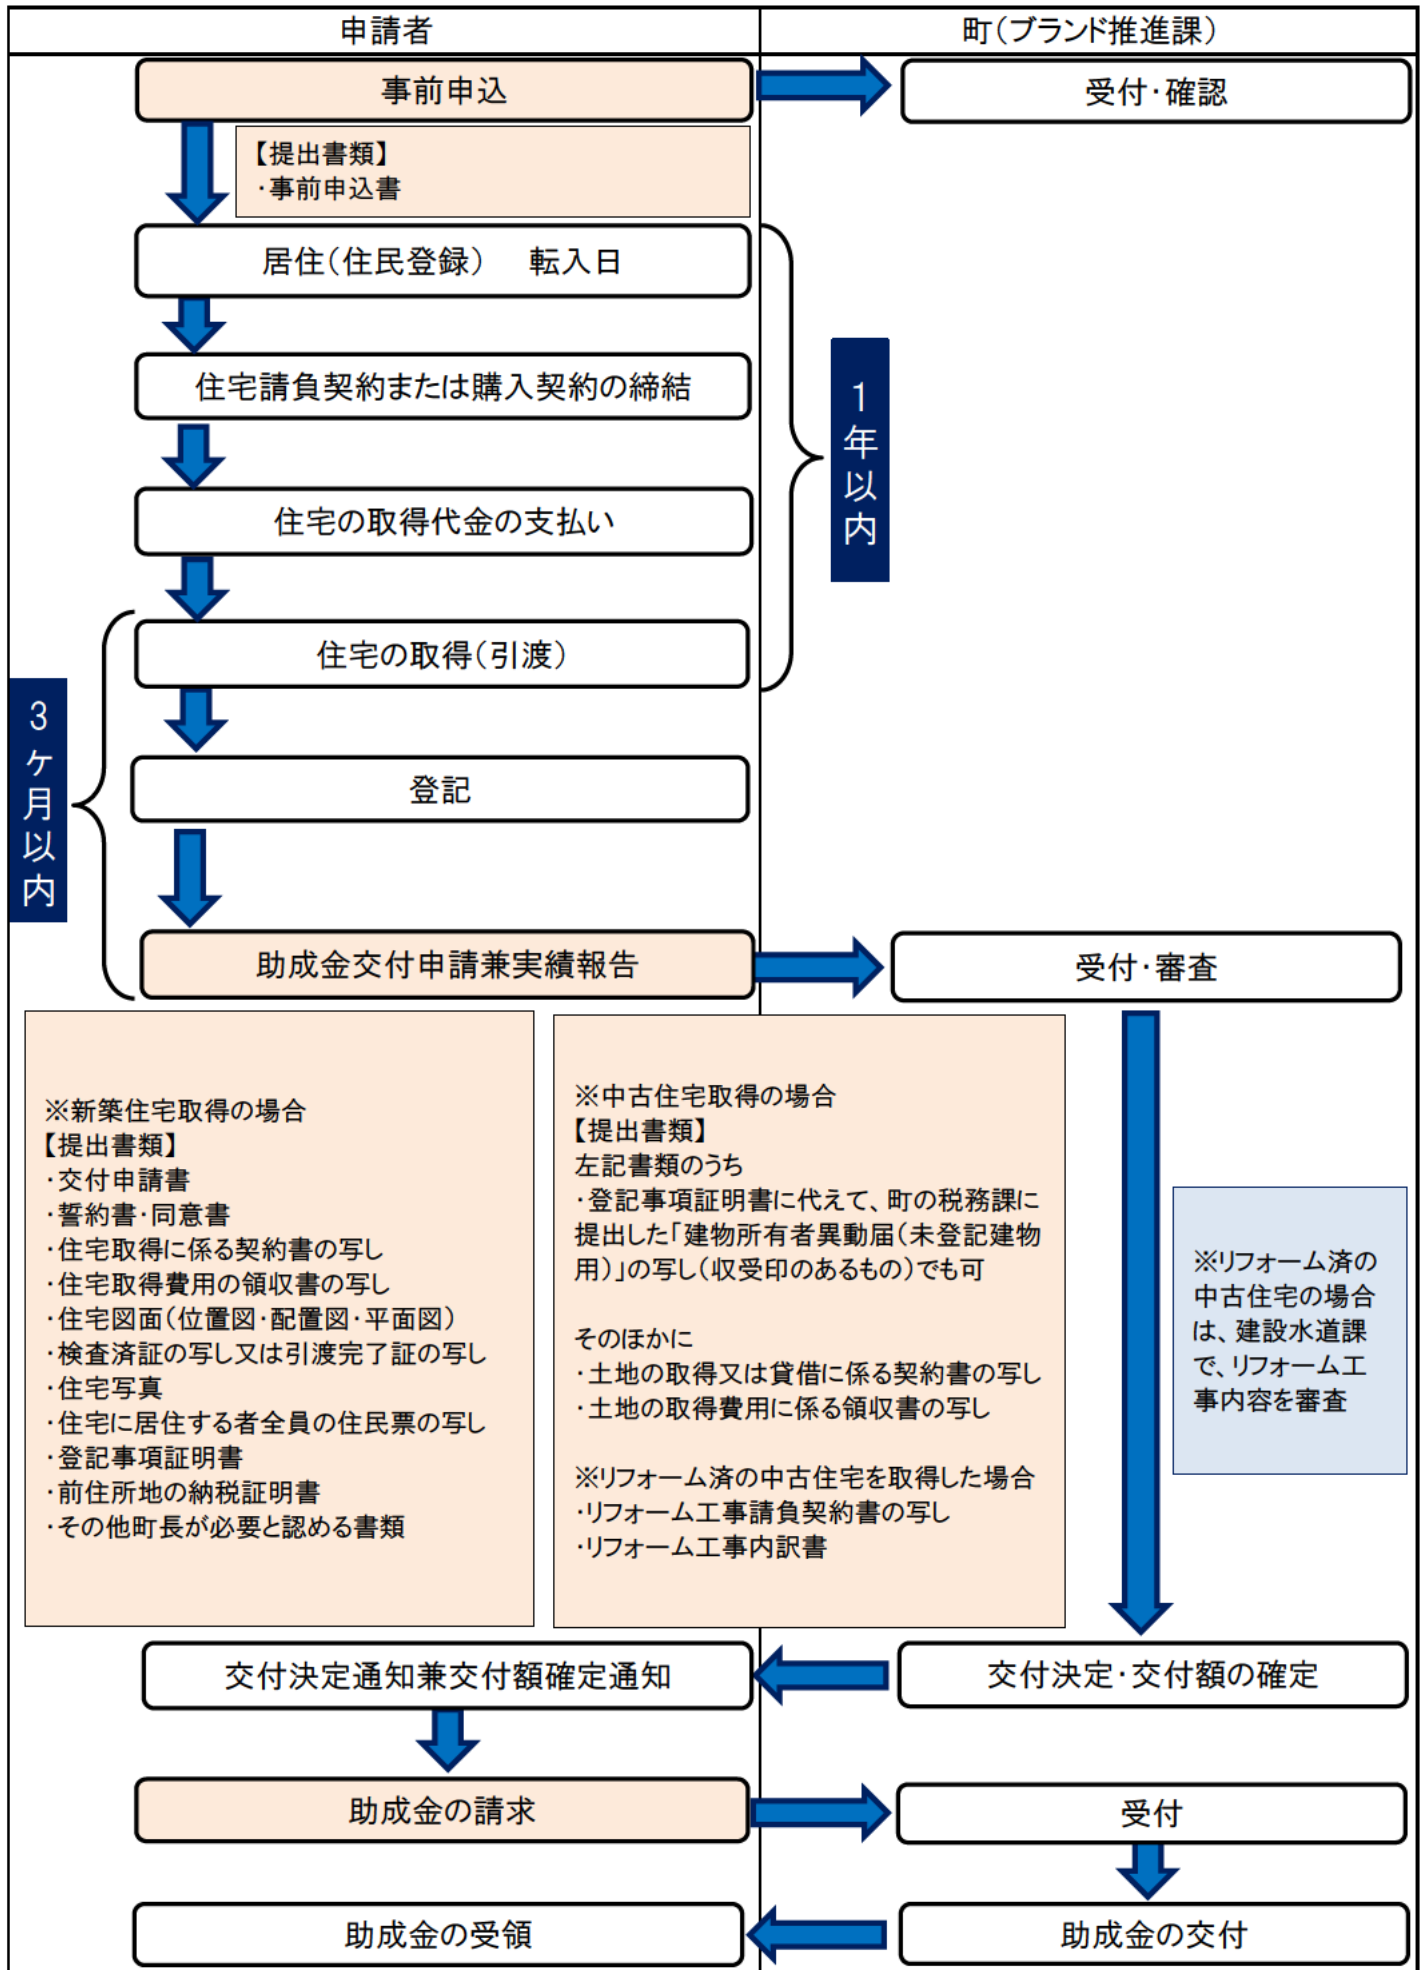 申請者
町（ブランド推進課）
事前申込
受付・確認
【提出書類】
・事前申込書
居住（住民登録）　転入日
住宅請負契約または購入契約の締結
1年以内
住宅の取得代金の支払い
住宅の取得（引渡）
3ヶ月以内
登記
助成金交付申請兼実績報告
受付・審査
※新築住宅取得の場合
【提出書類】
・交付申請書
・誓約書・同意書
・住宅取得に係る契約書の写し
・住宅取得費用の領収書の写し
・住宅図面（位置図・配置図・平面図）
・検査済証の写し又は引渡完了証の写し
・住宅写真
・住宅に居住する者全員の住民票の写し
・登記事項証明書
・前住所地の納税証明書
・その他町長が必要と認める書類
※中古住宅取得の場合
【提出書類】
左記書類のうち
・登記事項証明書に代えて、町の税務課に
提出した「建物所有者異動届（未登記建物
用）」の写し（収受印のあるもの）でも可
そのほかに
・土地の取得又は貸借に係る契約書の写し
・土地の取得費用に係る領収書の写し
※リフォーム済の中古住宅を取得した場合
・リフォーム工事請負契約書の写し
・リフォーム工事内訳書
※リフォーム済の
中古住宅の場合
は、建設水道課
で、リフォーム工
事内容を審査
交付決定通知兼交付額確定通知
交付決定・交付額の確定
助成金の請求
受付
助成金の受領
助成金の交付